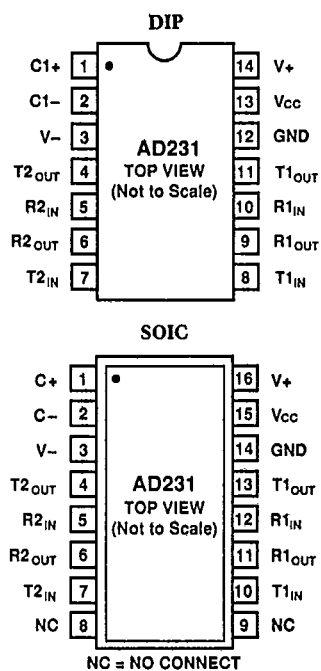 DIP
C1+ 1 14 V+
C1− 2 13 VCC
V− 3 12 GND
AD231
TOP VIEW
(Not to Scale)
T2OUT 4 11 T1OUT
R2IN 5 10 R1IN
R2OUT 6 9 R1OUT
T2IN 7 8 T1IN
SOIC
C+ 1 16 V+
C− 2 15 VCC
V− 3 14 GND
T2OUT 4 13 T1OUT
AD231
TOP VIEW
(Not to Scale)
R2IN 5 12 R1IN
R2OUT 6 11 R1OUT
T2IN 7 10 T1IN
NC 8 9 NC
NC = NO CONNECT